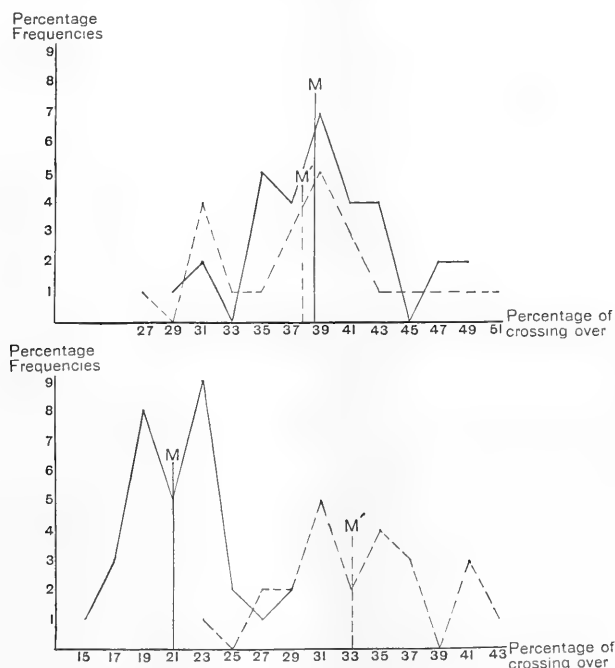 Percentage
Frequencies
9
8
7
6
5
4
3
2
1
M
M´
27 29 31 33 35 37 39 41 43 45 47 49 51
Percentage of
crossing over
Percentage
Frequencies
9
8
7
6
5
4
3
2
1
M
M´
15 17 19 21 23 25 27 29 31 33 35 37 39 41 43
Percentage of
crossing over